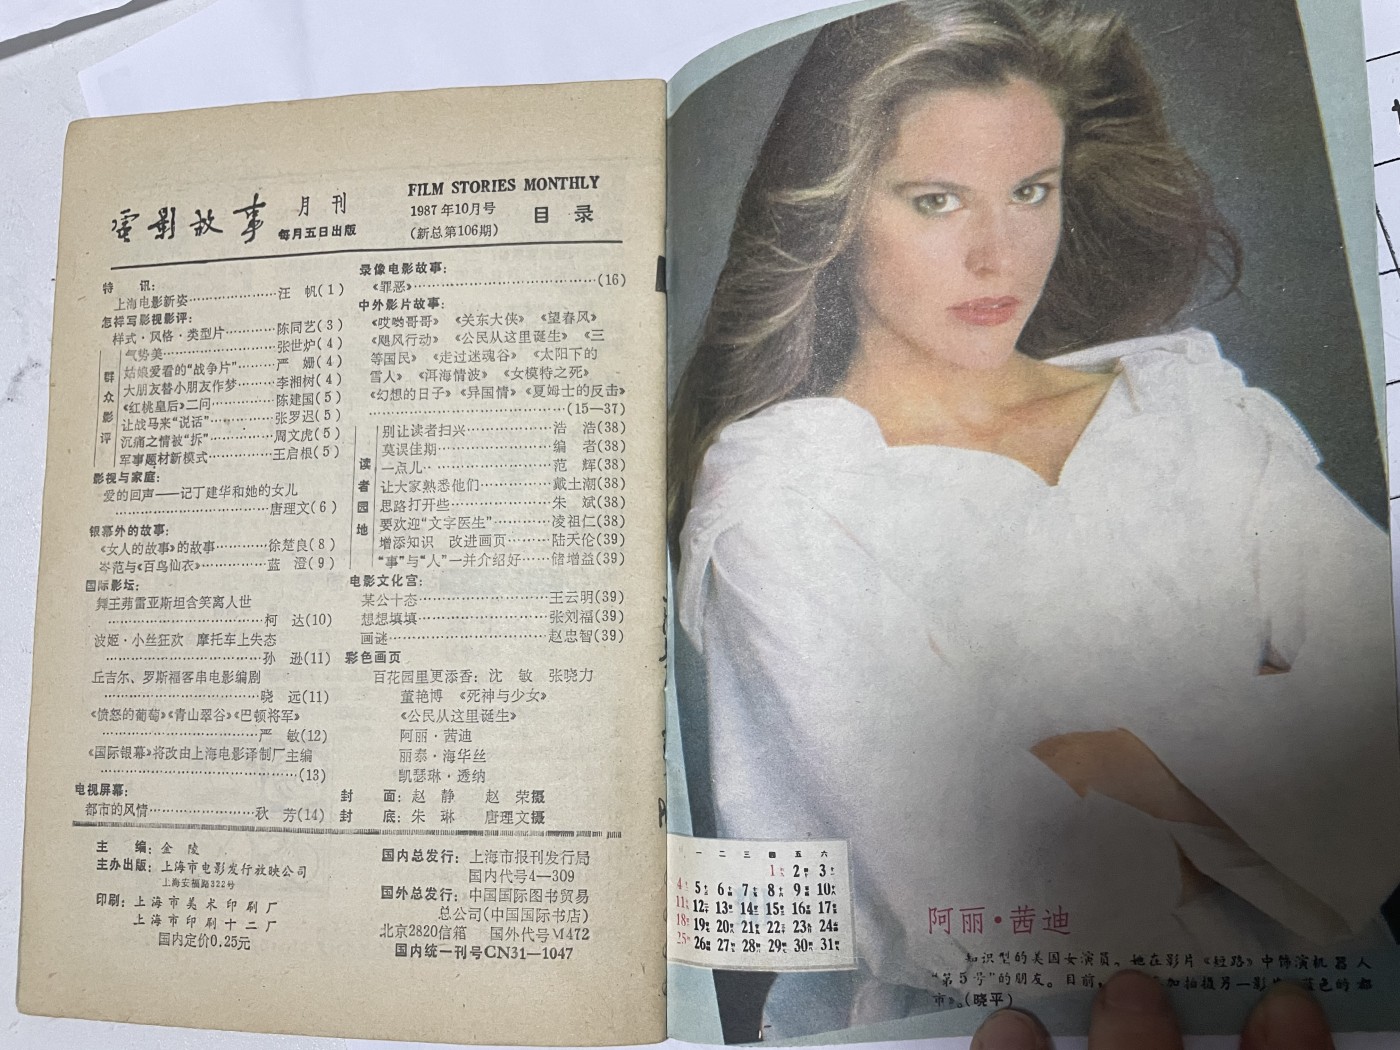 电影故事 月刊
每月五日出版
FILM STORIES MONTHLY
1987年10月号
(新总第106期)
目 录
特 讯:
上海电影新姿…………………汪 帆(1)
怎样写影视影评:
样式·风格·类型片…………陈同艺(3)
群众影评
气势美………………………张世炉(4)
姑娘爱看的“战争片”………严 姗(4)
大朋友替小朋友作梦………李湘树(4)
《红桃皇后》二问……………陈建国(5)
让战马来“说话”……………张罗迟(5)
沉痛之情被“拆”……………周文虎(5)
军事题材新模式……………王启根(5)
影视与家庭:
爱的回声——记丁建华和她的女儿
…………………………………唐理文(6)
银幕外的故事:
《女人的故事》的故事…………徐楚良(8)
岑范与《百鸟仙衣》……………蓝 澄(9)
国际影坛:
舞王弗雷亚斯坦含笑离人世
…………………………………柯 达(10)
波姬·小丝狂欢 摩托车上失态
…………………………………孙 逊(11)
丘吉尔、罗斯福客串电影编剧
…………………………………晓 远(11)
《愤怒的葡萄》《青山翠谷》《巴顿将军》
…………………………………严 敏(12)
《国际银幕》将改由上海电影译制厂主编
…………………………………(13)
电视屏幕:
都市的风情……………………秋 芳(14)
录像电影故事:
《罪恶》…………………………………(16)
中外影片故事:
《哎哟哥哥》 《关东大侠》 《望春风》
《飓风行动》 《公民从这里诞生》 《三
等国民》 《走过迷魂谷》 《太阳下的
雪人》 《洱海情波》 《女模特之死》
《幻想的日子》《异国情》《夏姆士的反击》
…………………………………(15—37)
读者园地
别让读者扫兴……………………浩 浩(38)
莫误佳期…………………………编 者(38)
一点儿……………………………范 辉(38)
让大家熟悉他们…………………戴土潮(38)
思路打开些………………………朱 斌(38)
要欢迎“文字医生”………………凌祖仁(38)
增添知识 改进画页……………陆天伦(39)
“事”与“人”一并介绍好…………储增益(39)
电影文化宫:
某公十态…………………………王云明(39)
想想填填…………………………张刘福(39)
画谜………………………………赵忠智(39)
彩色画页
百花园里更添香: 沈 敏 张晓力
董艳博 《死神与少女》
《公民从这里诞生》
阿丽·茜迪
丽泰·海华丝
凯瑟琳·透纳
封 面: 赵 静 赵 荣摄
封 底: 朱 琳 唐理文摄
主 编: 金 陵
主办出版: 上海市电影发行放映公司
上海安福路322号
印刷: 上海市美术印刷厂
上海市印刷十二厂
国内定价0.25元
国内总发行: 上海市报刊发行局
国内代号4—309
国外总发行: 中国国际图书贸易
总公司(中国国际书店)
北京2820信箱 国外代号M472
国内统一刊号CN31—1047
一 二 三 四 五 六
1 2 3
4 5 6 7 8 9 10
11 12 13 14 15 16 17
18 19 20 21 22 23 24
25 26 27 28 29 30 31
阿丽·茜迪
知识型的美国女演员。她在影片《短路》中饰演机器人
“第5号”的朋友。目前, 加拍摄另一影片 蓝色的都
市》。(晓平)